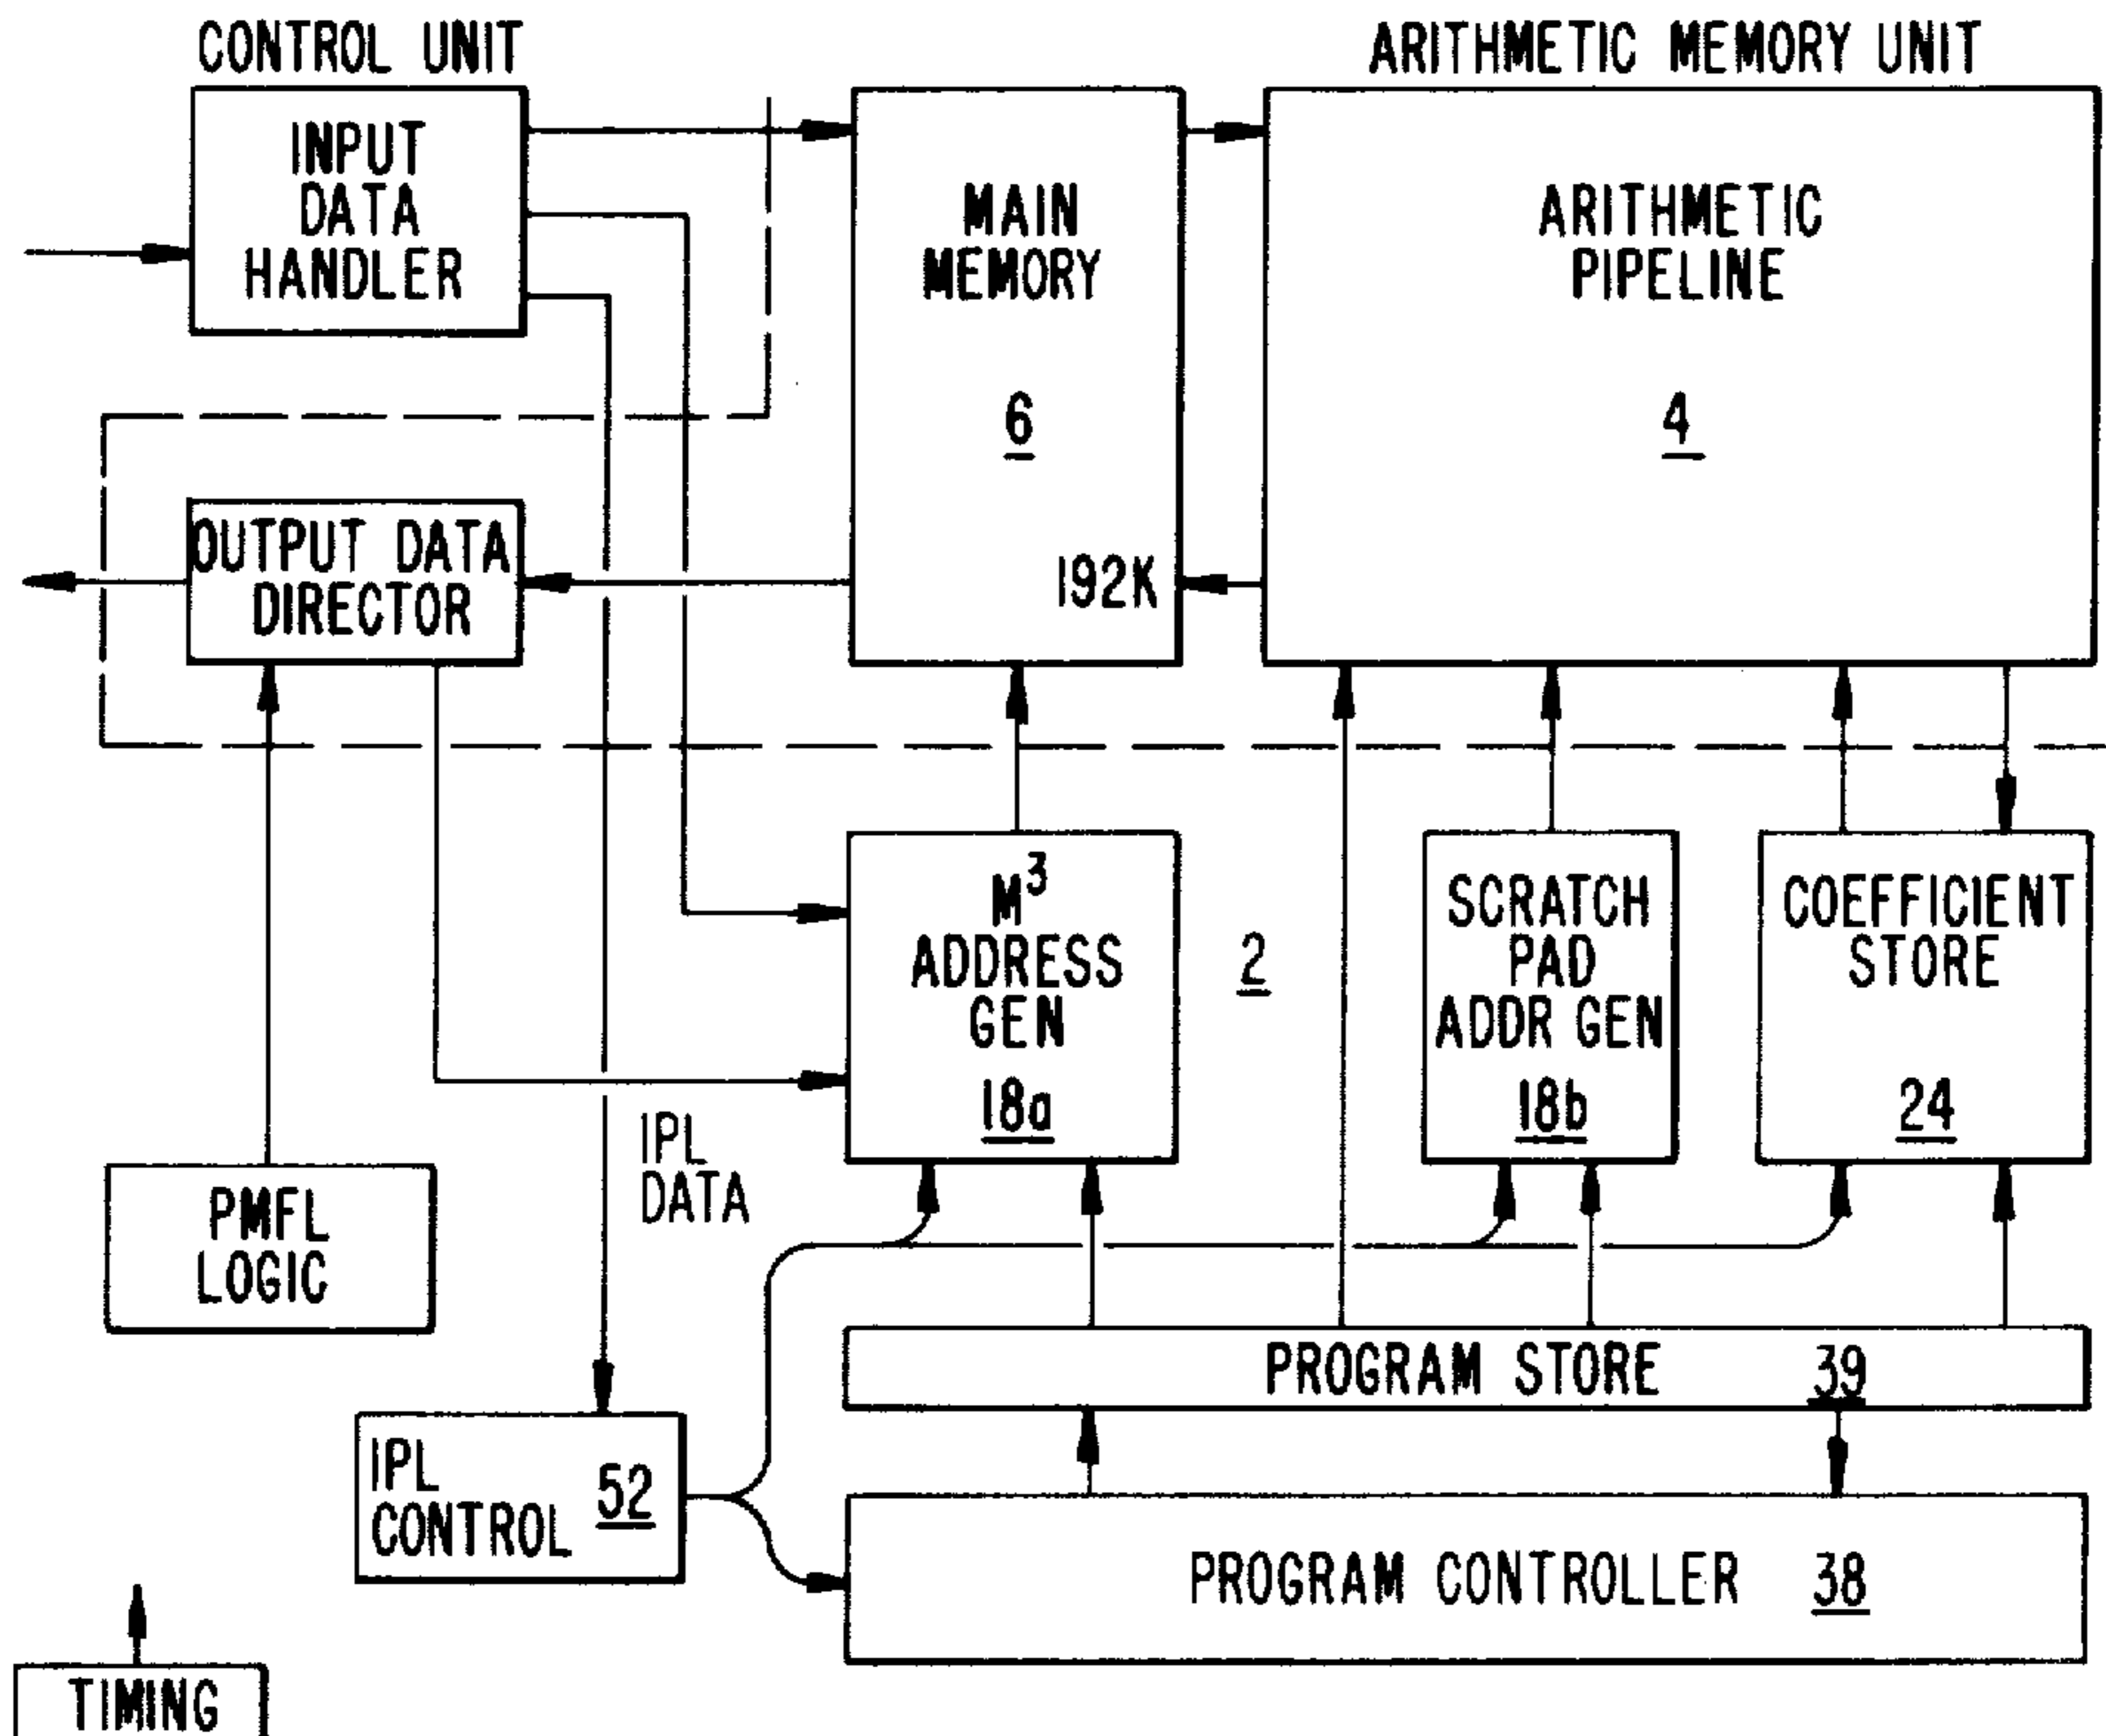 CONTROL UNIT
ARITHMETIC MEMORY UNIT
INPUT
DATA
HANDLER
MAIN
MEMORY
6
192K
ARITHMETIC
PIPELINE
4
OUTPUT DATA
DIRECTOR
M³
ADDRESS
GEN
18a
2
SCRATCH
PAD
ADDR GEN
18b
COEFFICIENT
STORE
24
IPL
DATA
PMFL
LOGIC
PROGRAM STORE 39
IPL
CONTROL 52
PROGRAM CONTROLLER 38
TIMING